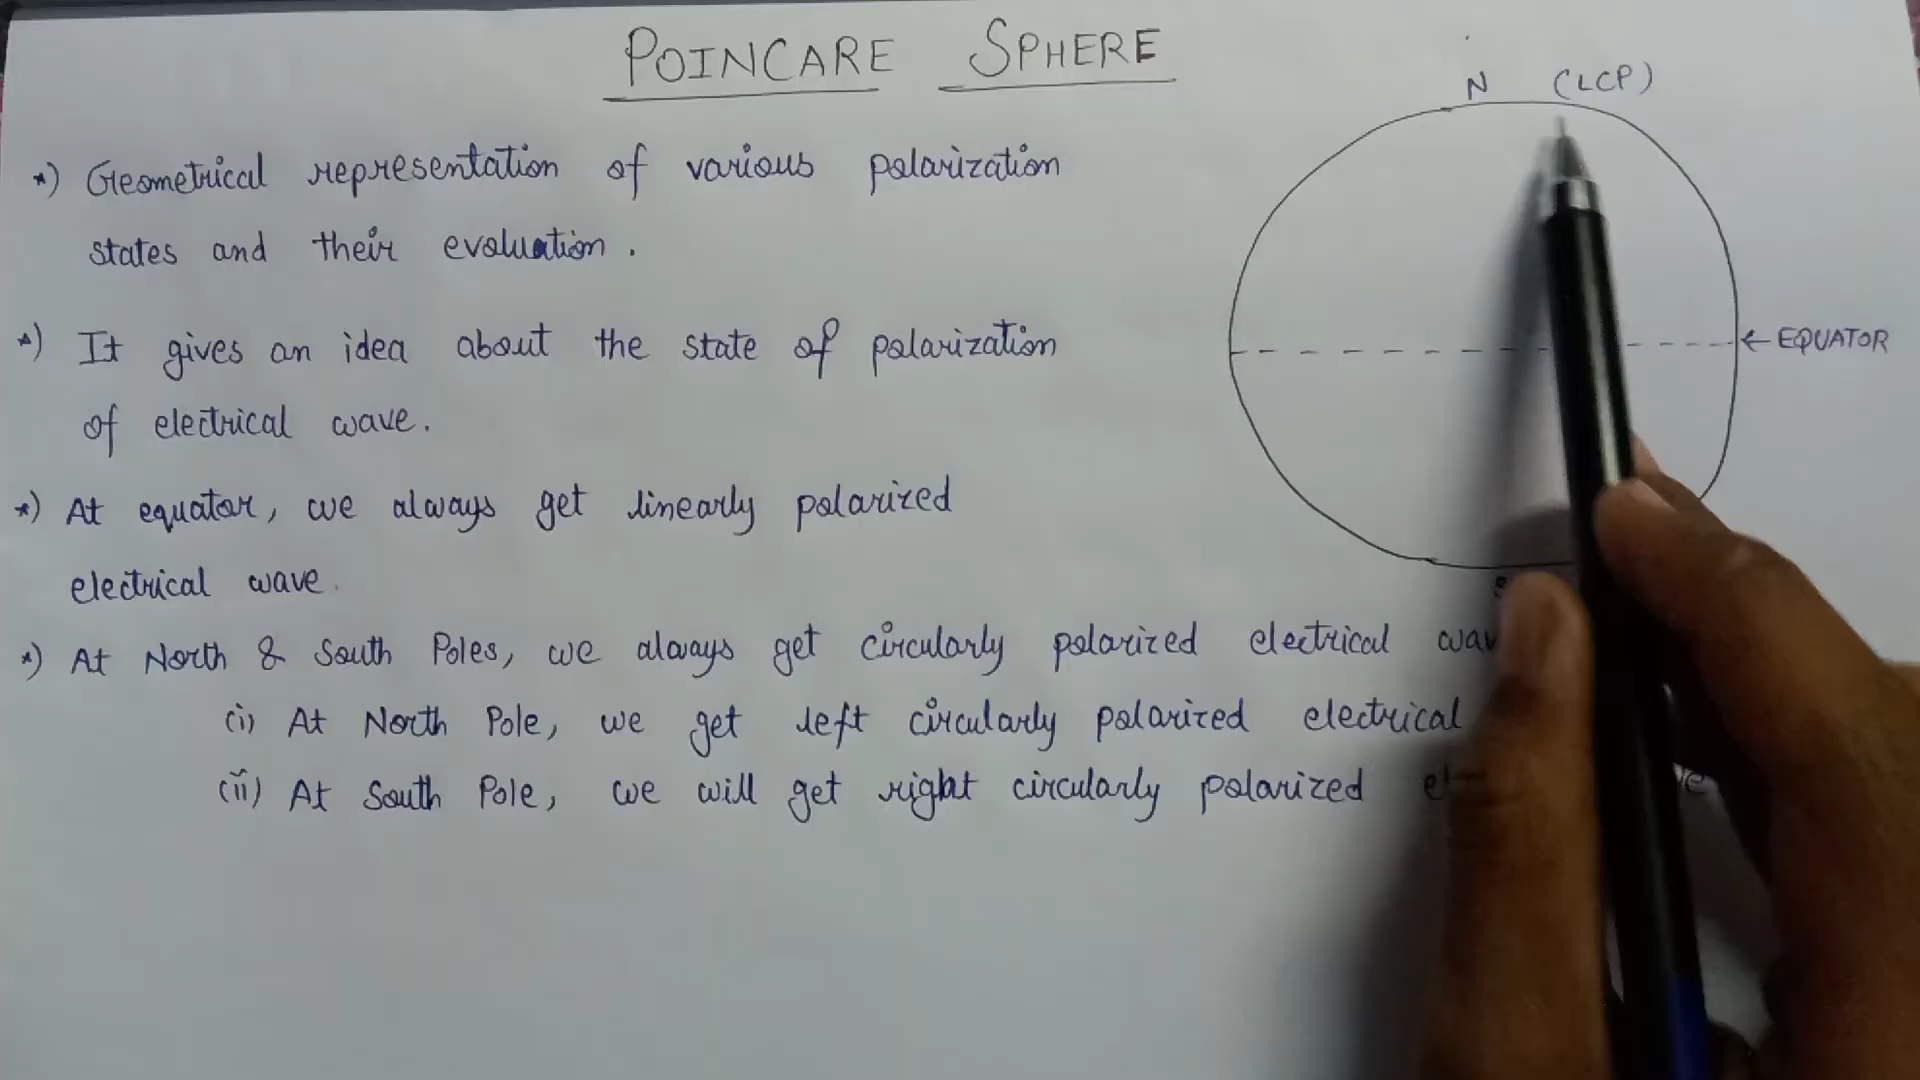 POINCARE SPHERE
N (LCP)
*) Geometrical representation of various polarization
states and their evaluation.
← EQUATOR
*) It gives an idea about the state of polarization
of electrical wave.
*) At equator, we always get linearly polarized
electrical wave.
S
*) At North & South Poles, we always get circularly polarized electrical wav
(i) At North Pole, we get left circularly polarized electrical
(ii) At South Pole, we will get right circularly polarized